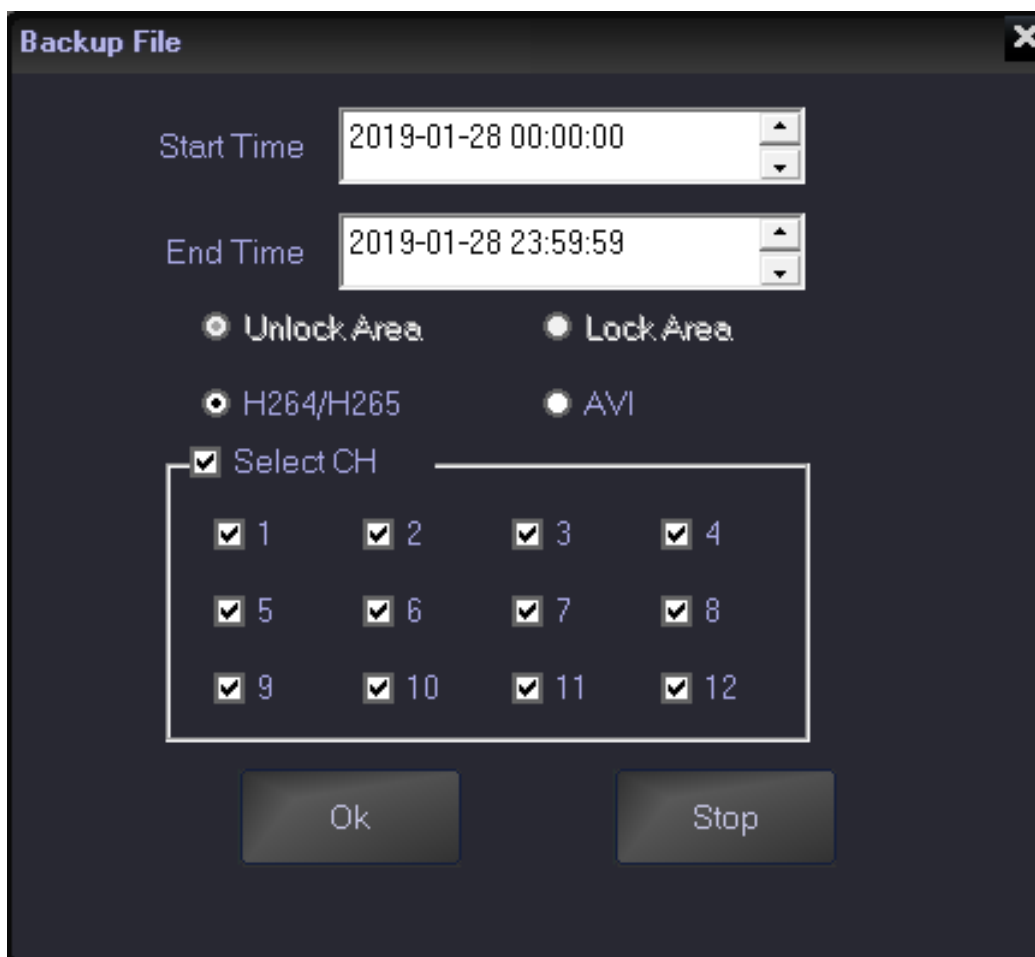 Backup File
Start Time 2019-01-28 00:00:00
End Time 2019-01-28 23:59:59
Unlock Area Lock Area
H264/H265 AVI
Select CH
1 2 3 4
5 6 7 8
9 10 11 12
Ok Stop